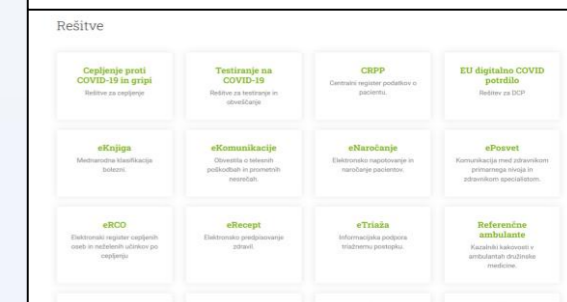 Rešitve
Cepljenje proti
COVID-19 in gripi
Rešitve za cepljenje
Testiranje na
COVID-19
Rešitve za testiranje in
obveščanje
CRPP
Centralni register podatkov o
pacientu.
EU digitalno COVID
potrdilo
Rešitev za DCP
eKnjiga
Mednarodna klasifikacija
bolezni.
eKomunikacije
Obvestila o telesnih
poškodbah in prometnih
nesrečah.
eNaročanje
Elektronsko napotovanje in
naročanje pacientov.
ePosvet
Komunikacija med zdravnikom
primarnega nivoja in
zdravnikom specialistom.
eRCO
Elektronski register cepljenih
oseb in neželenih učinkov po
cepljenju
eRecept
Elektronsko predpisovanje
zdravil.
eTriaža
Informacijska podpora
triažnemu postopku.
Referenčne
ambulante
Kazalniki kakovosti v
ambulantah družinske
medicine.